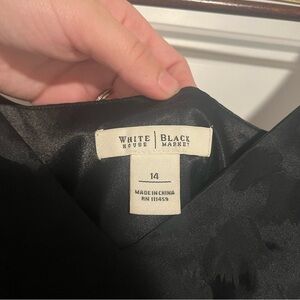 WHITE | BLACK
HOUSE | MARKET
14
MADE IN CHINA
RN 111459